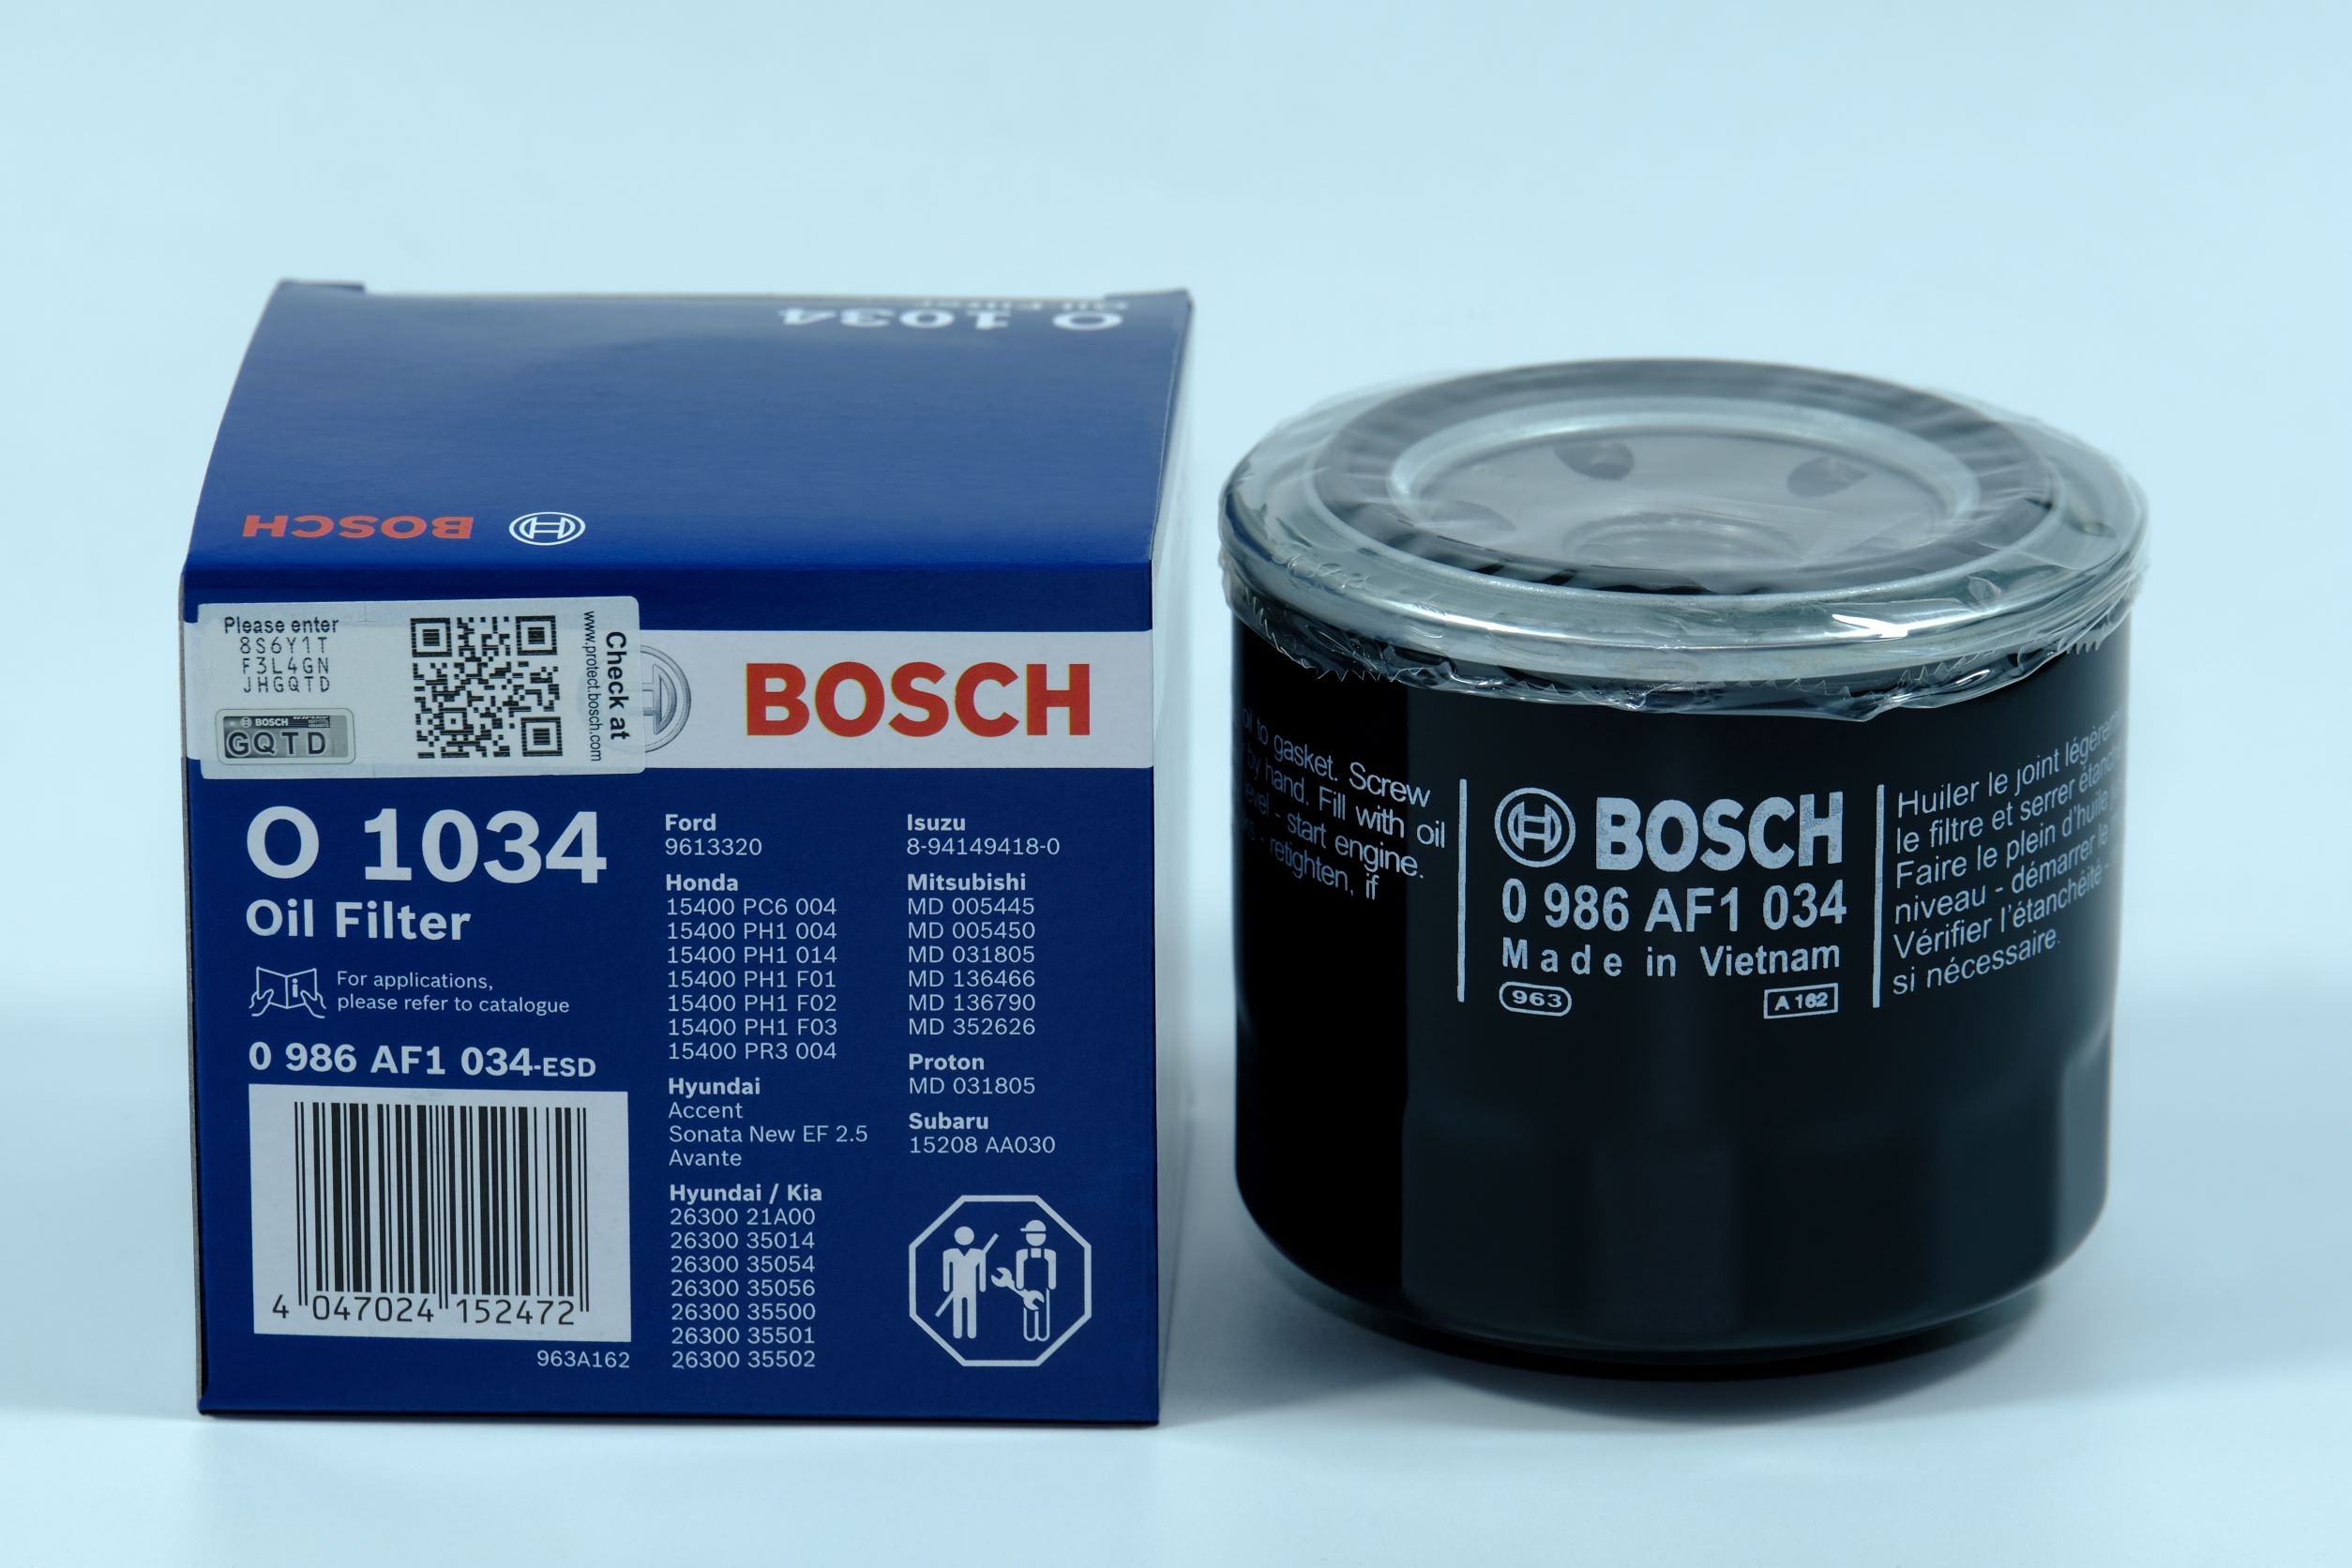 O 1034
BOSCH
Please enter
8S6Y1T
F3L4GN
JHGQTD
BOSCH
GQTD
Check at
www.protect.bosch.com
BOSCH
O 1034
Oil Filter
For applications,
please refer to catalogue
0 986 AF1 034-ESD
4 047024 152472
963A162
Ford
9613320
Honda
15400 PC6 004
15400 PH1 004
15400 PH1 014
15400 PH1 F01
15400 PH1 F02
15400 PH1 F03
15400 PR3 004
Hyundai
Accent
Sonata New EF 2.5
Avante
Hyundai / Kia
26300 21A00
26300 35014
26300 35054
26300 35056
26300 35500
26300 35501
26300 35502
Isuzu
8-94149418-0
Mitsubishi
MD 005445
MD 005450
MD 031805
MD 136466
MD 136790
MD 352626
Proton
MD 031805
Subaru
15208 AA030
to gasket. Screw
by hand. Fill with oil
- start engine.
- retighten, if
BOSCH
0 986 AF1 034
Made in Vietnam
963
A 162
Huiler le joint
le filtre et serrer
Faire le plein d'huile
niveau - démarrer le
Vérifier l'étanchéité -
si nécessaire.